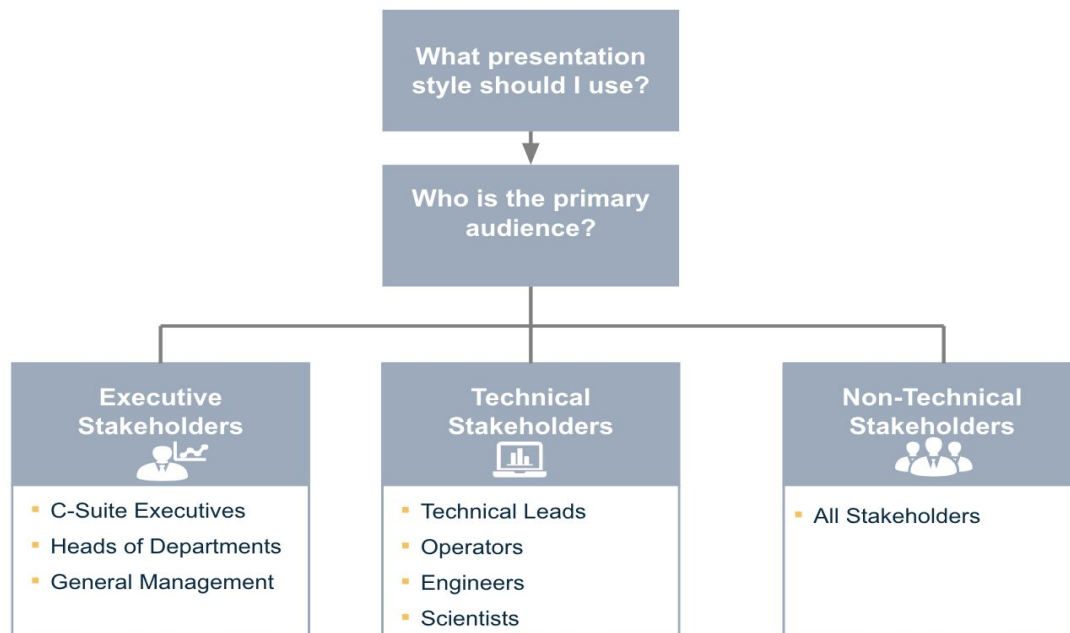 What presentation
style should I use?
Who is the primary
audience?
Executive
Stakeholders
C-Suite Executives
Heads of Departments
General Management
Technical
Stakeholders
Technical Leads
Operators
Engineers
Scientists
Non-Technical
Stakeholders
All Stakeholders